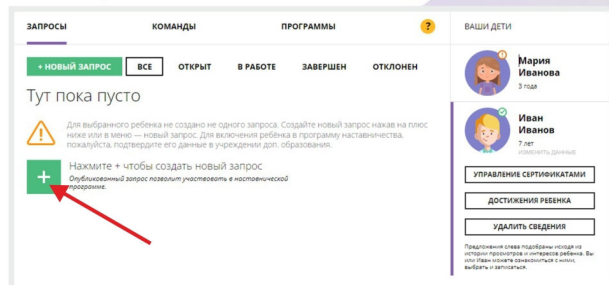 ЗАПРОСЫ КОМАНДЫ ПРОГРАММЫ ?
+ НОВЫЙ ЗАПРОС ВСЕ ОТКРЫТ В РАБОТЕ ЗАВЕРШЕН ОТКЛОНЕН
Тут пока пусто
Для выбранного ребенка не создано не одного запроса. Создайте новый запрос нажав на плюс
ниже или в меню — новый запрос. Для включения ребёнка в программу наставничества,
пожалуйста, подтвердите его данные в учреждении доп. образования.
+
Нажмите + чтобы создать новый запрос
Опубликованный запрос позволит участвовать в наставнической
программе.
ВАШИ ДЕТИ
Мария
Иванова
3 года
Иван
Иванов
7 лет
ИЗМЕНИТЬ ДАННЫЕ
УПРАВЛЕНИЕ СЕРТИФИКАТАМИ
ДОСТИЖЕНИЯ РЕБЕНКА
УДАЛИТЬ СВЕДЕНИЯ
Предложения слева подобраны исходя из
истории просмотров и интересов ребенка. Вы
или Иван можете ознакомиться с ними,
выбрать и записаться.